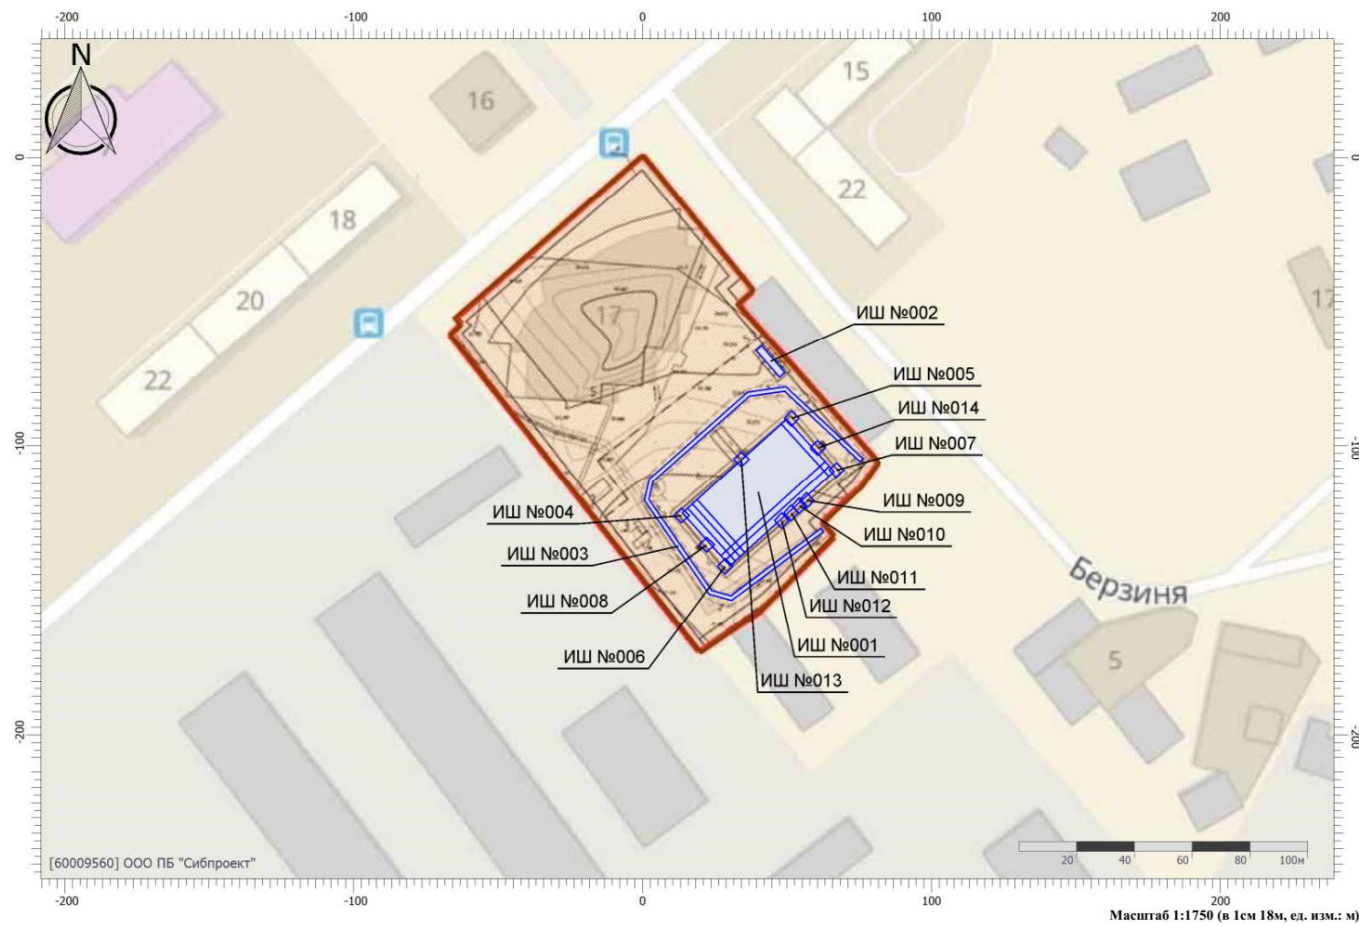 -200 -100 0 100 200
N
15
16
0 0
22
18
17
20
17
ИШ №002
22
ИШ №005
5
ИШ №014
-100 -100
ИШ №007
ИШ №009
ИШ №004
ИШ №010
ИШ №003
ИШ №011
Берзиня
ИШ №008
ИШ №012
ИШ №001
ИШ №006
5
ИШ №013
-200 -200
[60009560] ООО ПБ "Сибпроект"
20 40 60 80 100м
-200 -100 0 100 200
Масштаб 1:1750 (в 1см 18м, ед. изм.: м)